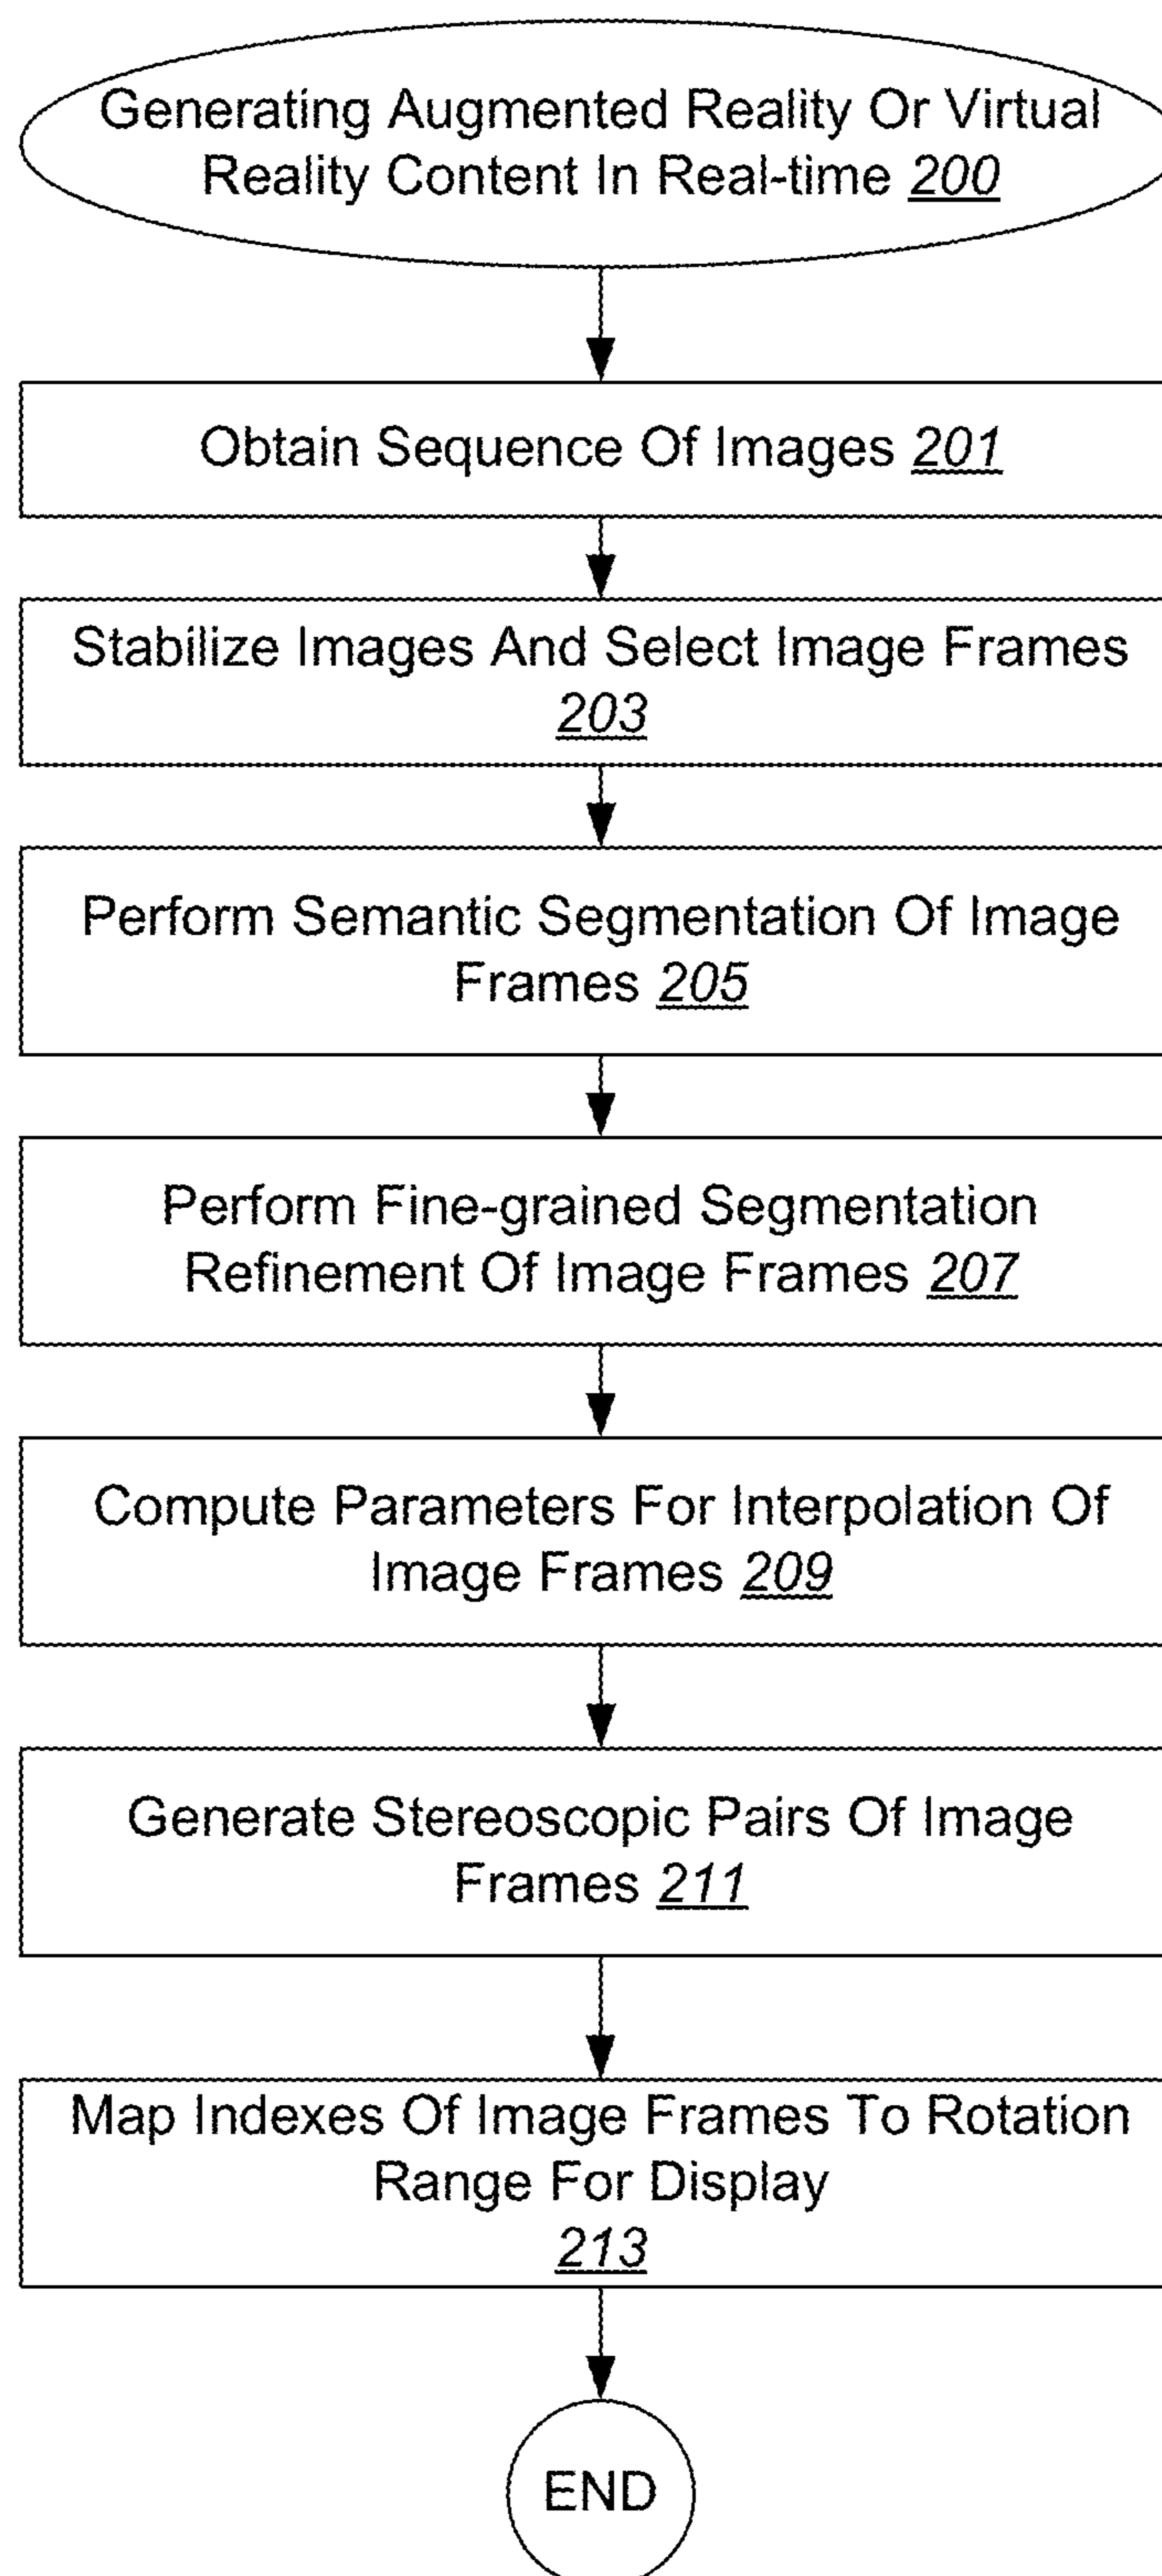 Generating Augmented Reality Or Virtual
Reality Content In Real-time 200
Obtain Sequence Of Images 201
Stabilize Images And Select Image Frames
203
Perform Semantic Segmentation Of Image
Frames 205
Perform Fine-grained Segmentation
Refinement Of Image Frames 207
Compute Parameters For Interpolation Of
Image Frames 209
Generate Stereoscopic Pairs Of Image
Frames 211
Map Indexes Of Image Frames To Rotation
Range For Display
213
END